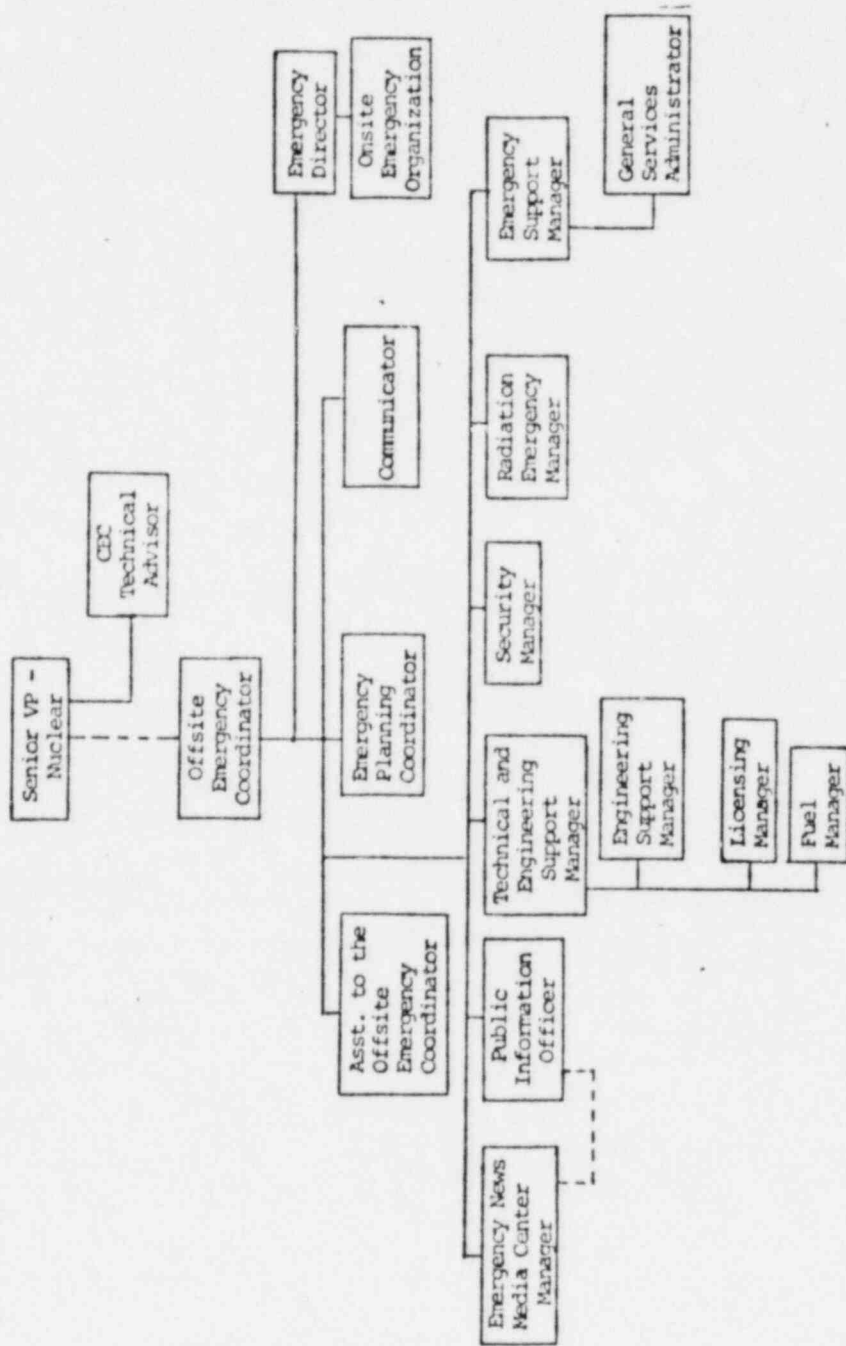 Senior VP -
Nuclear
CEC
Technical
Advisor
Offsite
Emergency
Coordinator
Emergency
Director
Onsite
Emergency
Organization
Asst. to the
Offsite
Emergency
Coordinator
Emergency
Planning
Coordinator
Communicator
Emergency News
Media Center
Manager
Public
Information
Officer
Technical and
Engineering
Support
Manager
Security
Manager
Radiation
Emergency
Manager
Emergency
Support
Manager
Engineering
Support
Manager
Licensing
Manager
Fuel
Manager
General
Services
Administrator